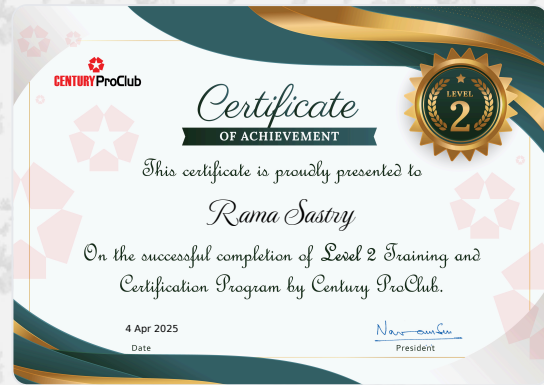 CENTURY ProClub
LEVEL
2
Certificate
OF ACHIEVEMENT
This certificate is proudly presented to
Rama Sastry
On the successful completion of Level 2 Training and
Certification Program by Century ProClub.
4 Apr 2025
Date
President